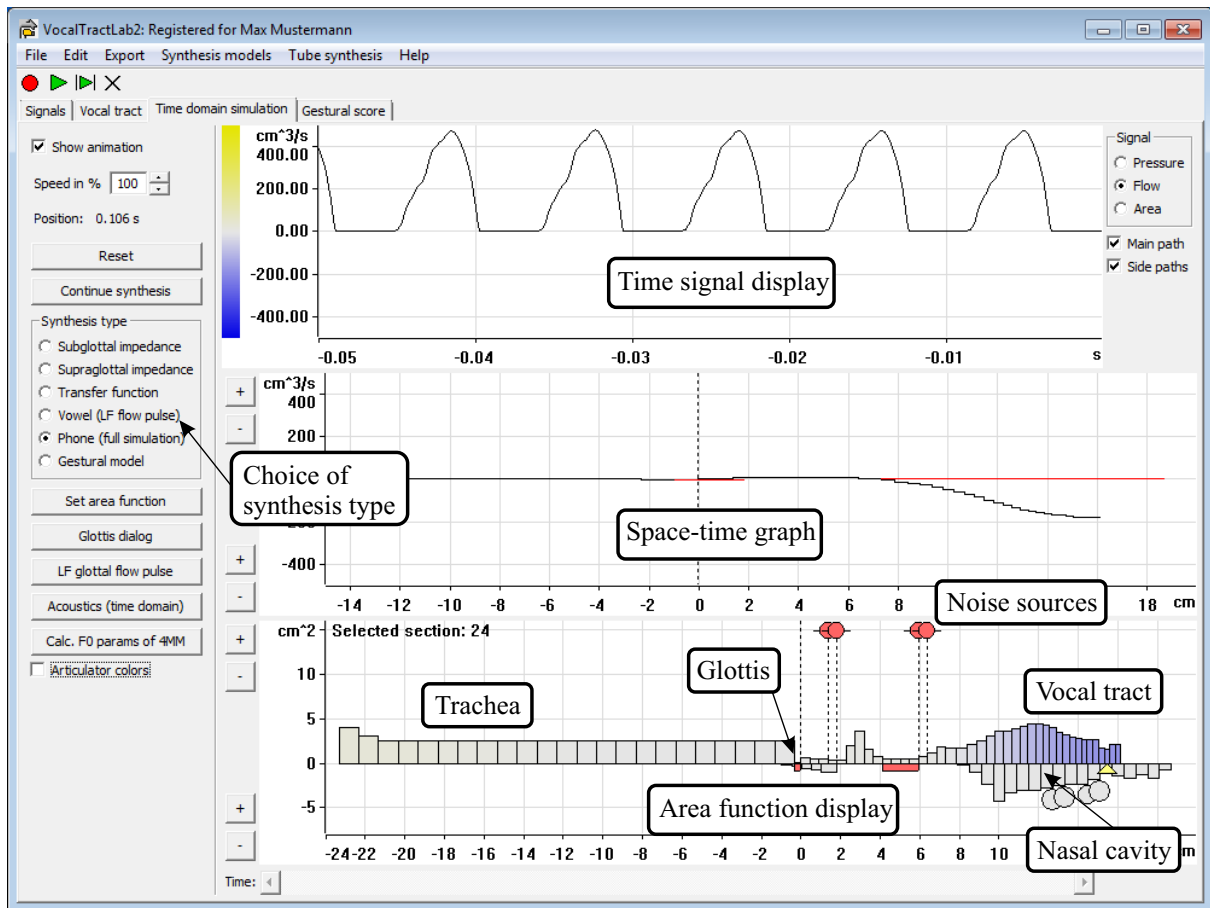 VocalTractLab2: Registered for Max Mustermann
File Edit Export Synthesis models Tube synthesis Help
Signals Vocal tract Time domain simulation Gestural score
Show animation
Speed in % 100
Position: 0.106 s
Reset
Continue synthesis
Synthesis type
Subglottal impedance
Supraglottal impedance
Transfer function
Vowel (LF flow pulse)
Phone (full simulation)
Gestural model
Set area function
Glottis dialog
LF glottal flow pulse
Acoustics (time domain)
Calc. F0 params of 4MM
Articulator colors
Choice of
synthesis type
cm^3/s
400.00
200.00
0.00
-200.00
-400.00
Time signal display
-0.05 -0.04 -0.03 -0.02 -0.01 s
Signal
Pressure
Flow
Area
Main path
Side paths
+
-
cm^3/s
400
200
Space-time graph
+
-400
-
-14 -12 -10 -8 -6 -4 -2 0 2 4 6 8 18 cm
Noise sources
+
-
cm^2 Selected section: 24
10
5
0
-5
Glottis
Trachea
Vocal tract
Area function display
Nasal cavity
+
-
-24 -22 -20 -18 -16 -14 -12 -10 -8 -6 -4 -2 0 2 4 6 8 10
Time: